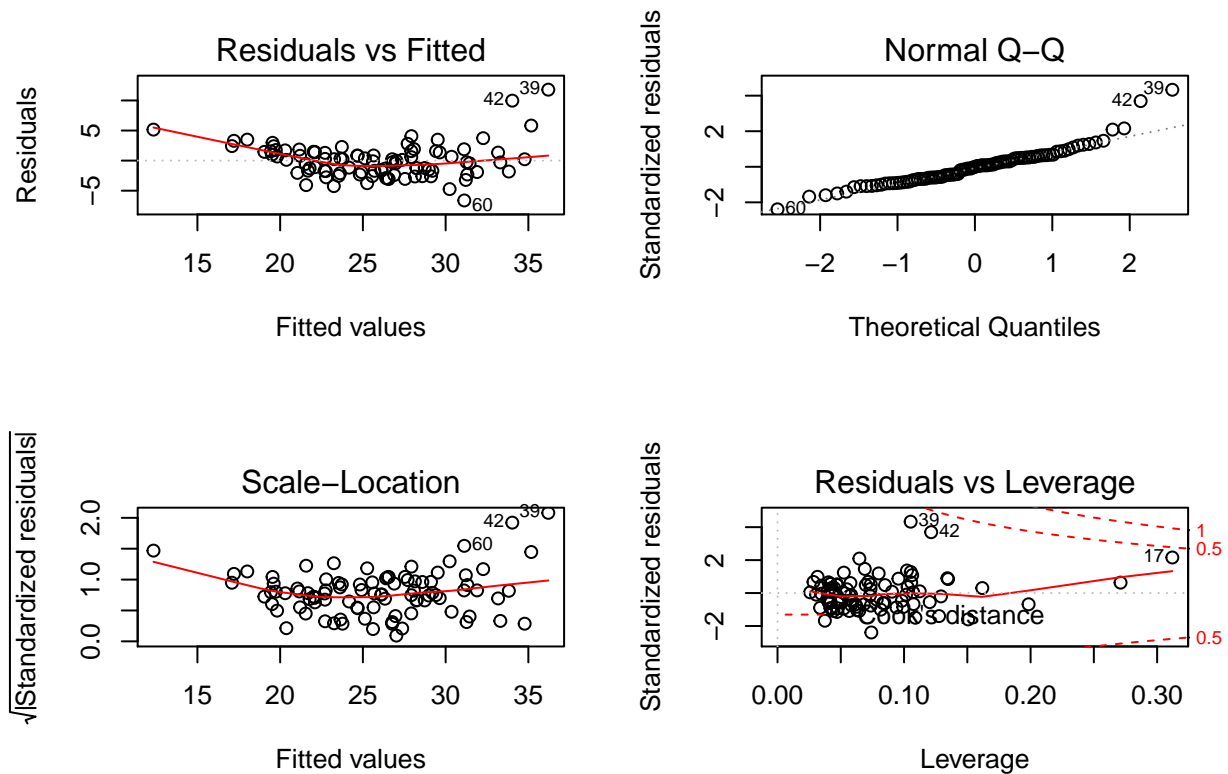 Residuals vs Fitted
Residuals
5
−5
39
42
60
15 20 25 30 35
Fitted values
Normal Q−Q
Standardized residuals
2
−2
39
42
60
−2 −1 0 1 2
Theoretical Quantiles
Scale−Location
√|Standardized residuals|
2.0
1.0
0.0
39
42
60
15 20 25 30 35
Fitted values
Residuals vs Leverage
Standardized residuals
2
−2
39
42
17
1
0.5
0.5
Cook's distance
0.00 0.10 0.20 0.30
Leverage